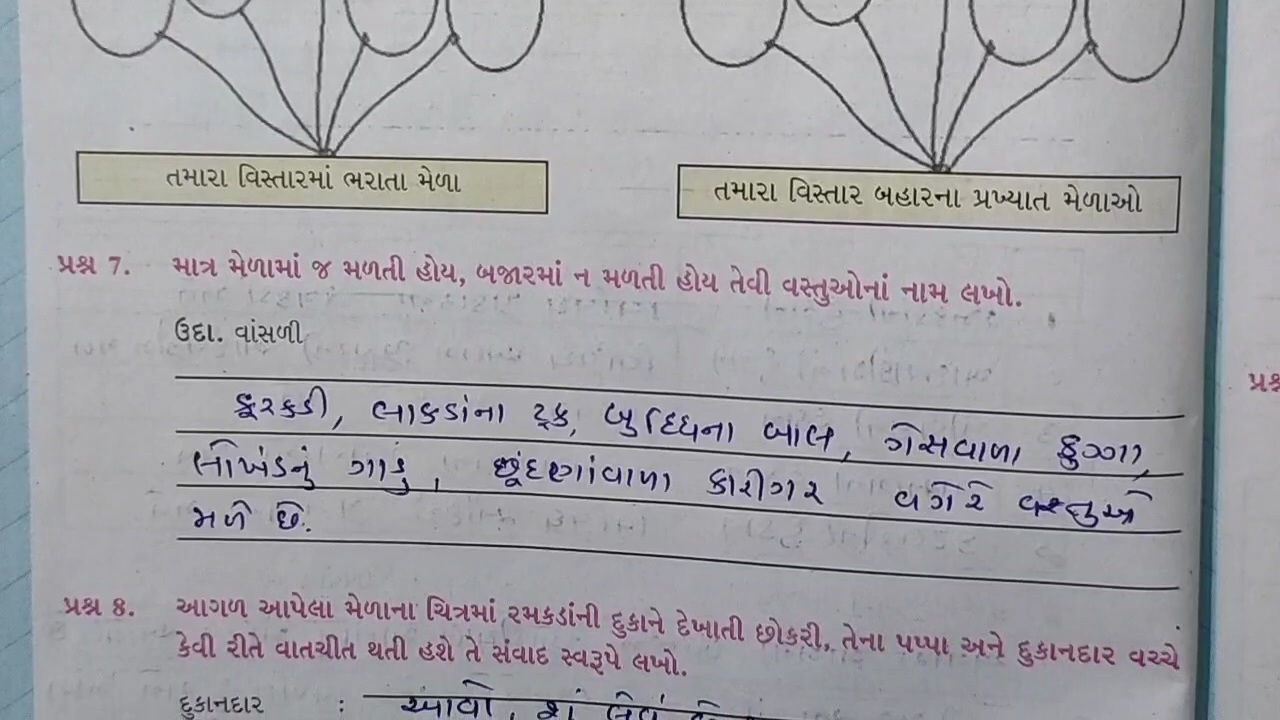 તમારા વિસ્તારમાં ભરાતા મેળા
તમારા વિસ્તાર બહારના પ્રખ્યાત મેળાઓ
પ્રશ્ન 7. માત્ર મેળામાં જ મળતી હોય, બજારમાં ન મળતી હોય તેવી વસ્તુઓનાં નામ લખો.
ઉદા. વાંસળી
ફૂરકડી, લાકડાંના ટ્રક, બુધ્ધિના બાલ, ગેસવાળા ફુગ્ગા,
લોખંડનું ગાડું, છૂંદણાંવાળા કારીગર વગેરે વસ્તુઓ
મળે છે.
પ્રશ્ન 8. આગળ આપેલા મેળાના ચિત્રમાં રમકડાંની દુકાને દેખાતી છોકરી, તેના પપ્પા અને દુકાનદાર વચ્ચે
કેવી રીતે વાતચીત થતી હશે તે સંવાદ સ્વરૂપે લખો.
દુકાનદાર : આવો, શું
પ્રશ્ન